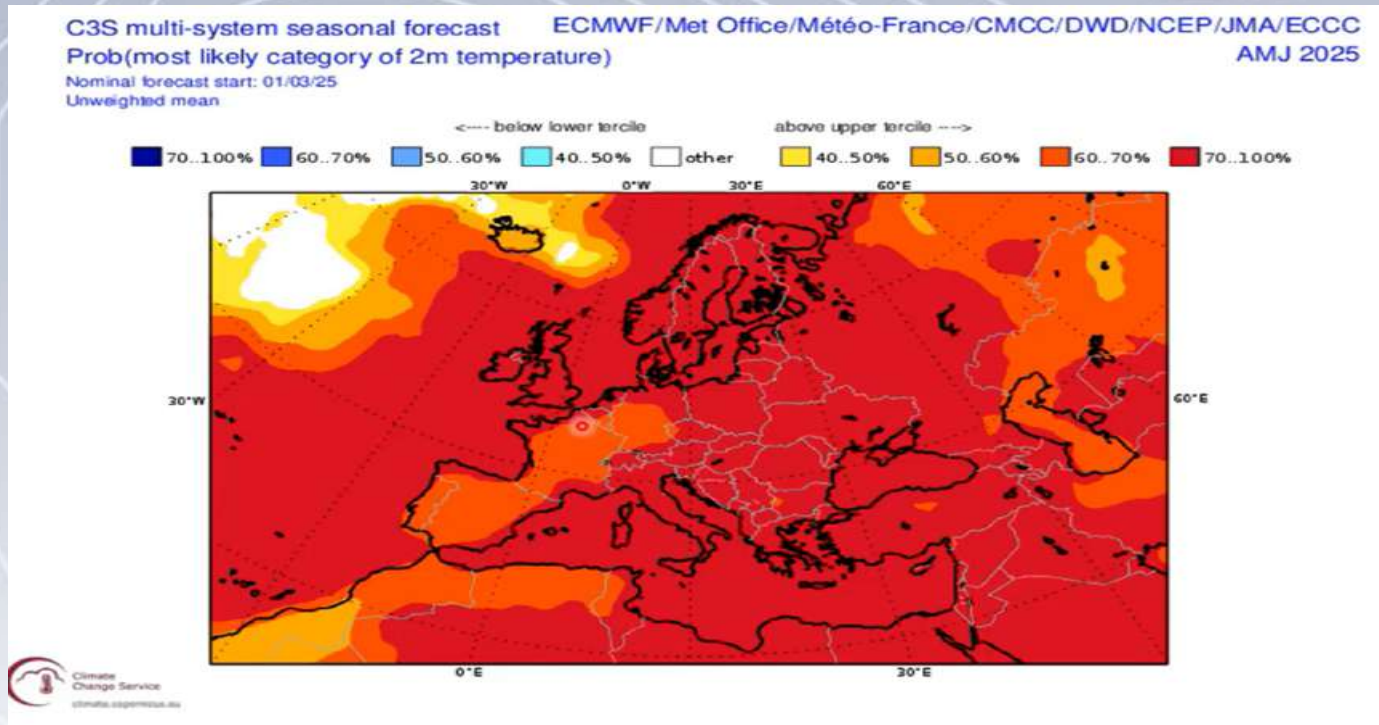 C3S multi-system seasonal forecast ECMWF/Met Office/Météo-France/CMCC/DWD/NCEP/JMA/ECCC
Prob(most likely category of 2m temperature) AMJ 2025
Nominal forecast start: 01/03/25
Unweighted mean
<---- below lower tercile above upper tercile ---->
70..100% 60..70% 50..60% 40..50% other 40..50% 50..60% 60..70% 70..100%
30°W 0°W 30°E 60°E
30°W 60°E
0°E 30°E
Climate
Change Service
climate.copernicus.eu